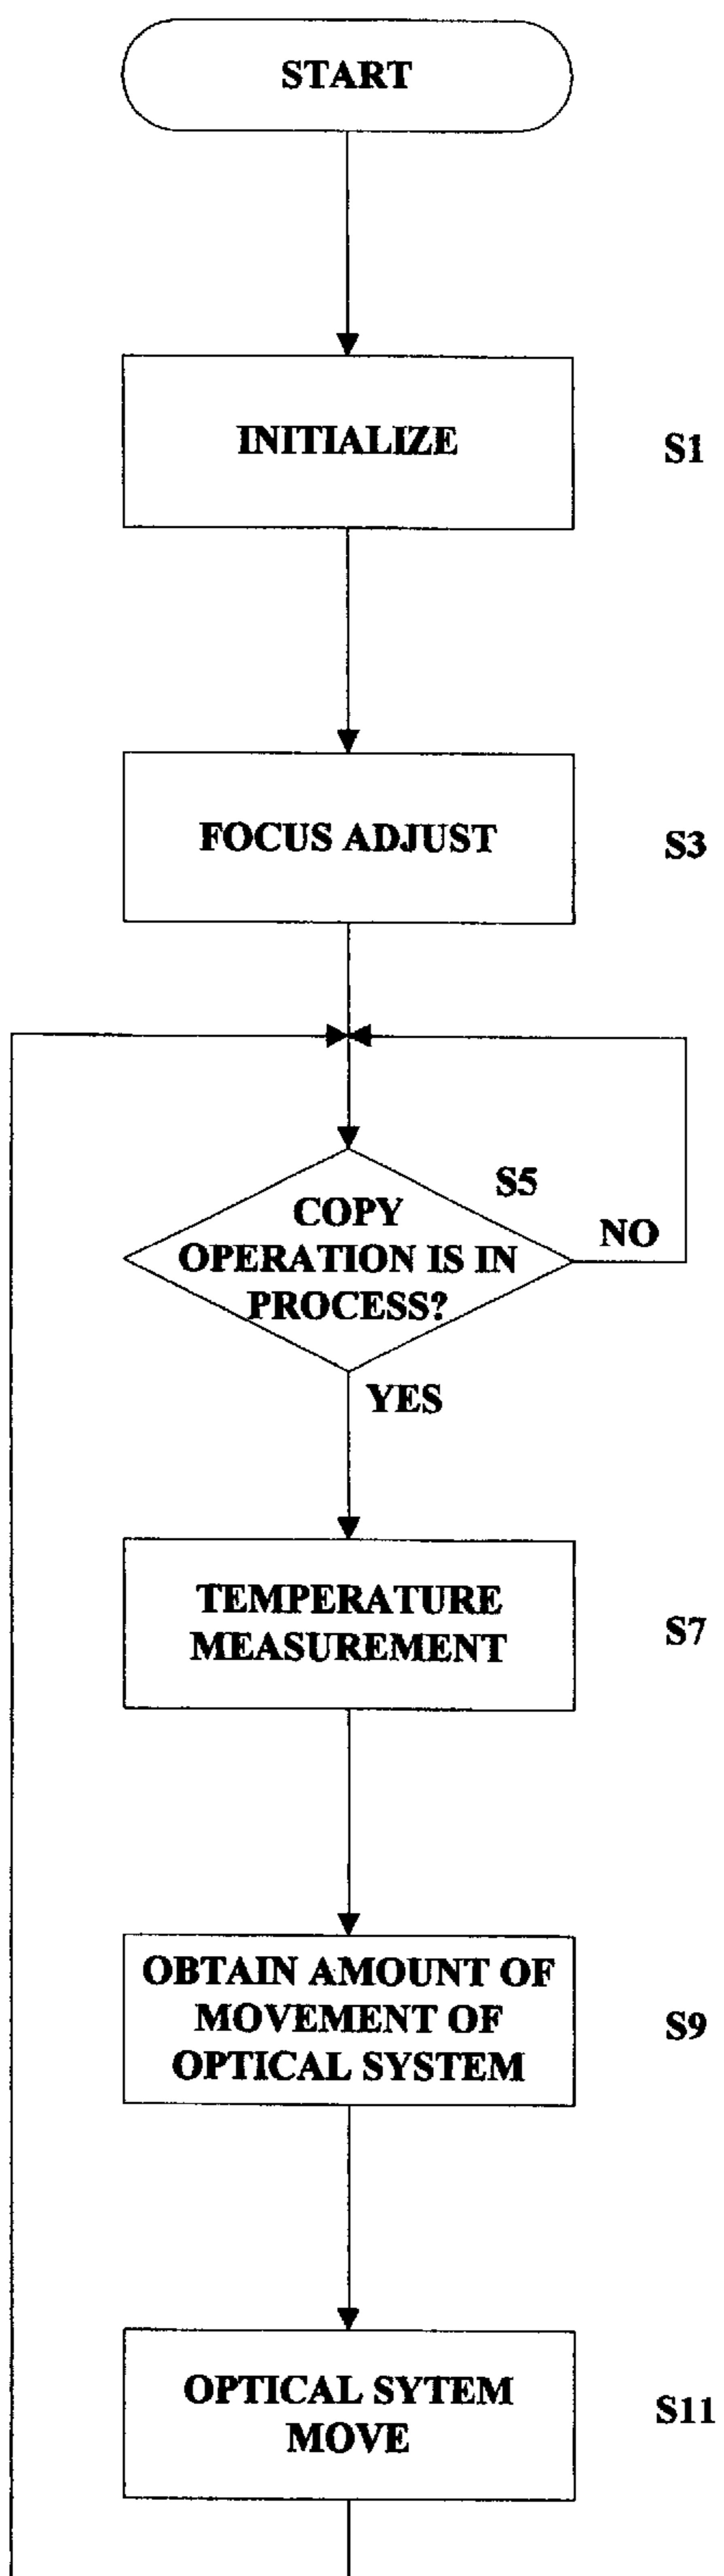 START
INITIALIZE
S1
FOCUS ADJUST
S3
S5
COPY
OPERATION IS IN
PROCESS?
NO
YES
TEMPERATURE
MEASUREMENT
S7
OBTAIN AMOUNT OF
MOVEMENT OF
OPTICAL SYSTEM
S9
OPTICAL SYTEM
MOVE
S11